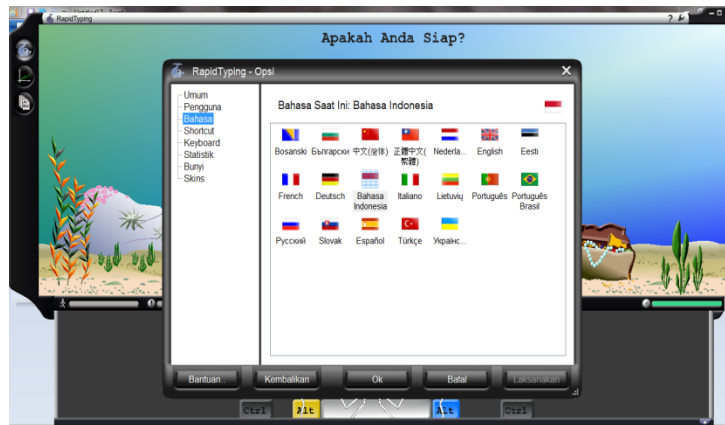 RapidTyping
Apakah Anda Siap?
RapidTyping - Opsi
Umum
Pengguna
Bahasa
Shortcut
Keyboard
Statistik
Bunyi
Skins
Bahasa Saat Ini: Bahasa Indonesia
Bosanski Български 中文(简体) 正體中文(繁體) Nederla... English Eesti
French Deutsch Bahasa Indonesia Italiano Lietuvių Português Português Brasil
Русский Slovak Español Türkçe Українс...
Bantuan.. Kembalikan Ok Batal Laksanakan
Ctrl Alt Alt Ctrl